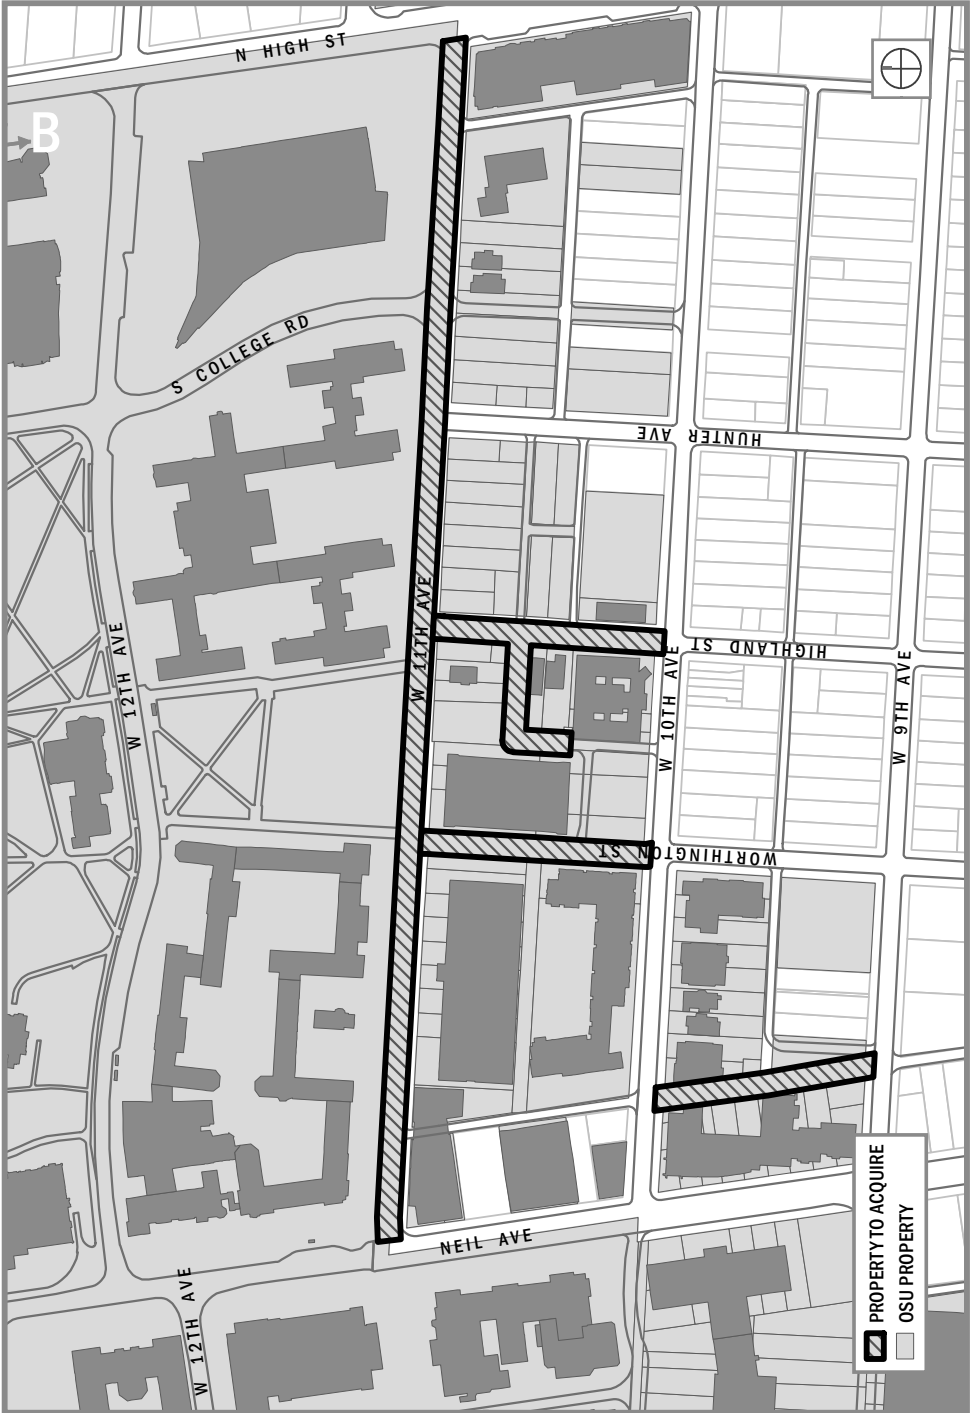 N HIGH ST
B
S COLLEGE RD
HUNTER AVE
W 11TH AVE
W 12TH AVE
HIGHLAND ST
W 10TH AVE
W 9TH AVE
WORTHINGTON ST
NEIL AVE
W 12TH AVE
PROPERTY TO ACQUIRE
OSU PROPERTY